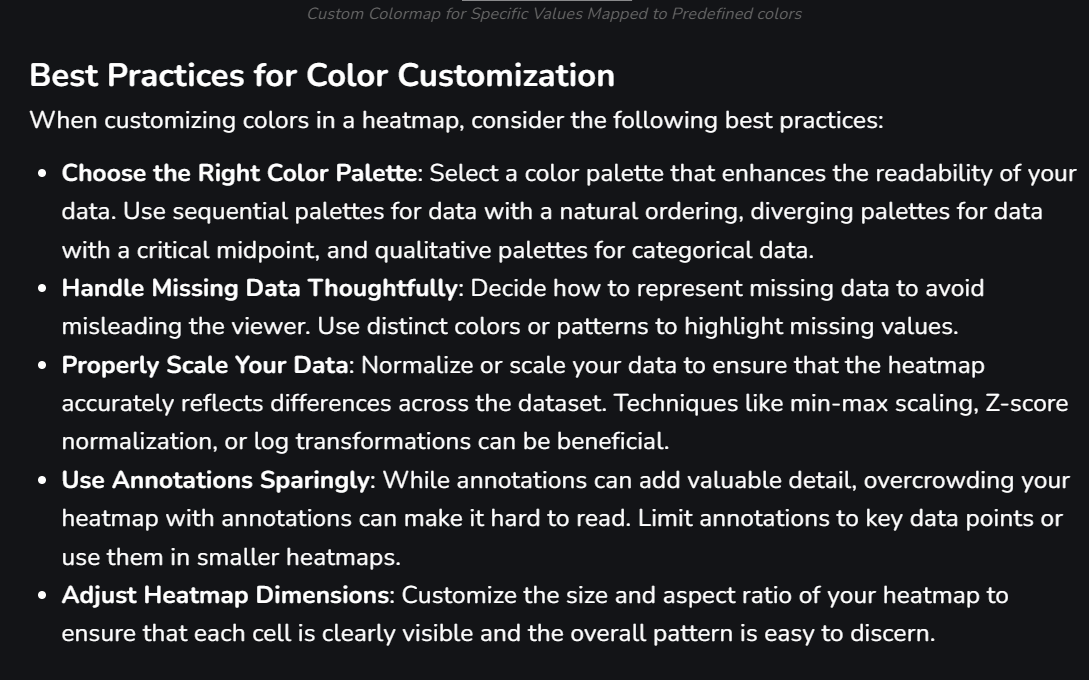 Custom Colormap for Specific Values Mapped to Predefined colors
Best Practices for Color Customization
When customizing colors in a heatmap, consider the following best practices:
• Choose the Right Color Palette: Select a color palette that enhances the readability of your
data. Use sequential palettes for data with a natural ordering, diverging palettes for data
with a critical midpoint, and qualitative palettes for categorical data.
• Handle Missing Data Thoughtfully: Decide how to represent missing data to avoid
misleading the viewer. Use distinct colors or patterns to highlight missing values.
• Properly Scale Your Data: Normalize or scale your data to ensure that the heatmap
accurately reflects differences across the dataset. Techniques like min-max scaling, Z-score
normalization, or log transformations can be beneficial.
• Use Annotations Sparingly: While annotations can add valuable detail, overcrowding your
heatmap with annotations can make it hard to read. Limit annotations to key data points or
use them in smaller heatmaps.
• Adjust Heatmap Dimensions: Customize the size and aspect ratio of your heatmap to
ensure that each cell is clearly visible and the overall pattern is easy to discern.